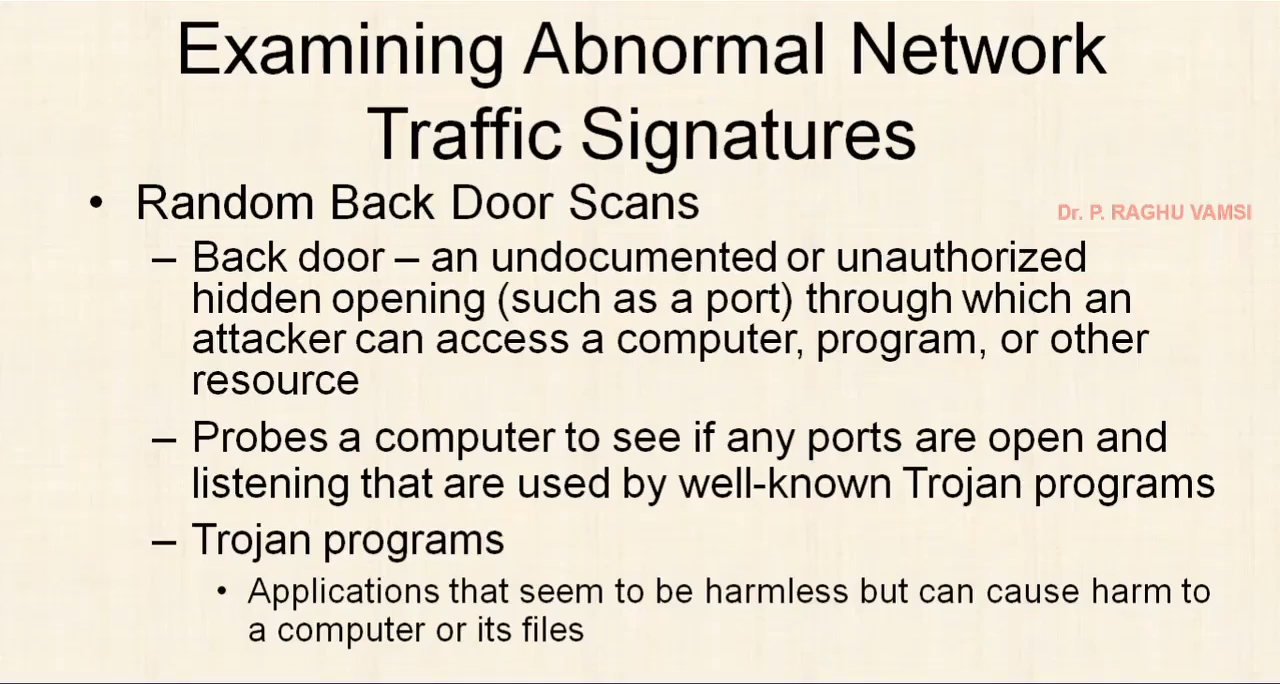 Examining Abnormal Network
Traffic Signatures
• Random Back Door Scans
Dr. P. RAGHU VAMSI
– Back door – an undocumented or unauthorized
hidden opening (such as a port) through which an
attacker can access a computer, program, or other
resource
– Probes a computer to see if any ports are open and
listening that are used by well-known Trojan programs
– Trojan programs
• Applications that seem to be harmless but can cause harm to
a computer or its files